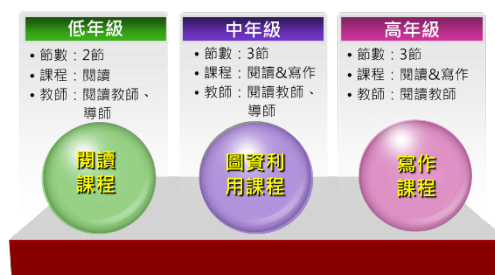 低年級
• 節數：2節
• 課程：閱讀
• 教師：閱讀教師、
導師
閱讀
課程
中年級
• 節數：3節
• 課程：閱讀&寫作
• 教師：閱讀教師、
導師
圖資利
用課程
高年級
• 節數：3節
• 課程：閱讀&寫作
• 教師：閱讀教師
寫作
課程